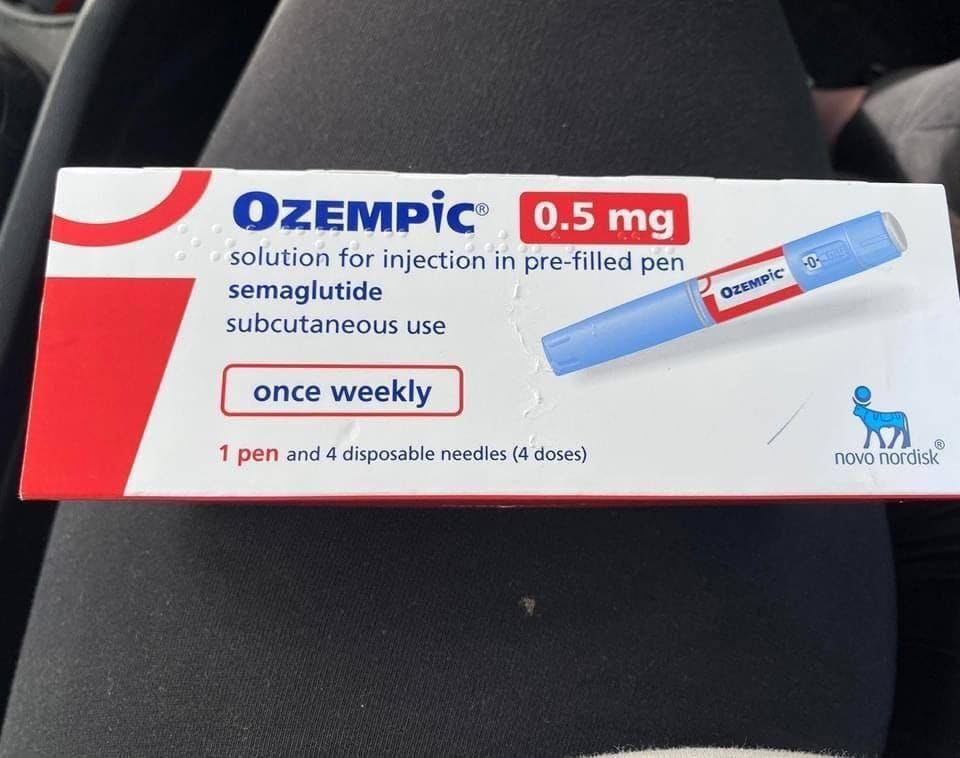 OZEMPIC® 0.5 mg
solution for injection in pre-filled pen
semaglutide
subcutaneous use
once weekly
1 pen and 4 disposable needles (4 doses)
OZEMPIC®
-0-
novo nordisk®